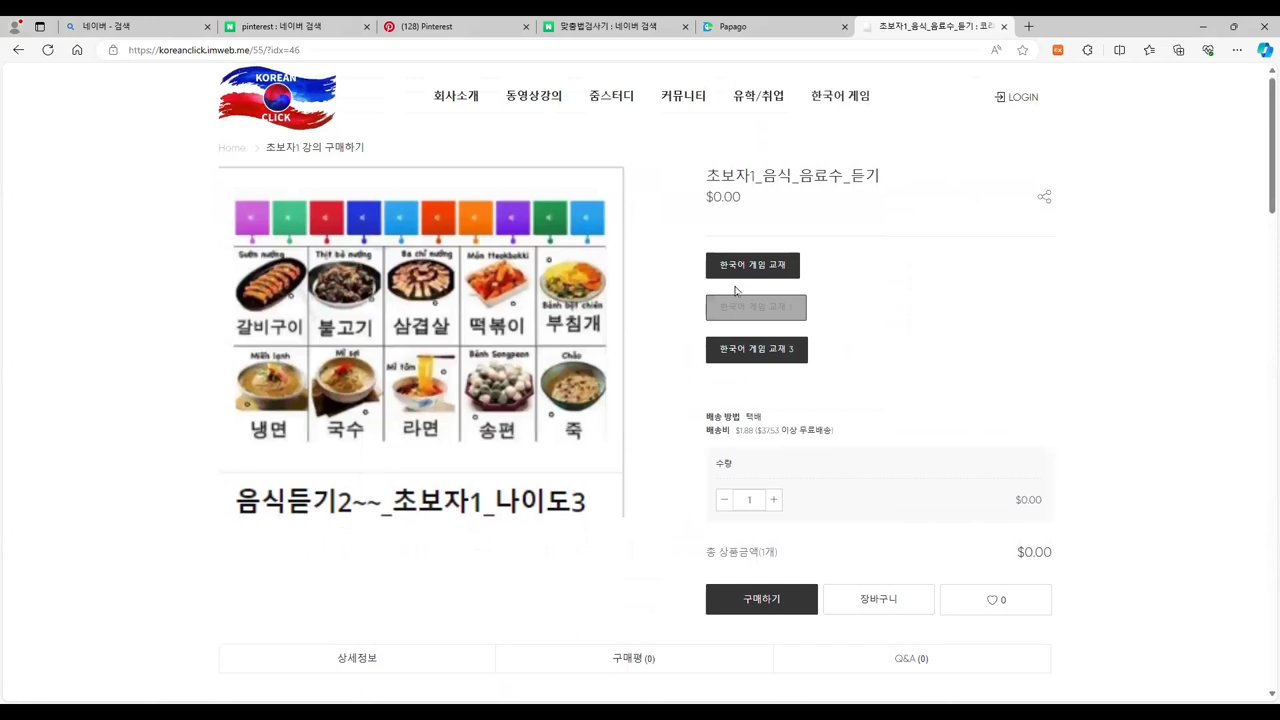 네이버 - 검색
pinterest : 네이버 검색
(128) Pinterest
맞춤법검사기 : 네이버 검색
Papago
초보자1_음식_음료수_듣기 : 코리
https://koreanclick.imweb.me/55/?idx=46
KOREAN
CLICK
회사소개
동영상강의
줌스터디
커뮤니티
유학/취업
한국어 게임
LOGIN
Home > 초보자1 강의 구매하기
초보자1_음식_음료수_듣기
$0.00
한국어 게임 교재
한국어 게임 교재 3
Sườn nướng
Thịt bò nướng
Ba chỉ nướng
Món tteokbokki
Bánh bột chiên
갈비구이
불고기
삼겹살
떡볶이
부침개
Miến lạnh
Mì sợi
Mì tôm
Bánh Songpeon
Cháo
냉면
국수
라면
송편
죽
음식듣기2~~_초보자1_나이도3
배송 방법 택배
배송비 $1.88 ($37.53 이상 무료배송)
수량
1
$0.00
총 상품금액(1개)
$0.00
구매하기
장바구니
0
상세정보
구매평 (0)
Q&A (0)